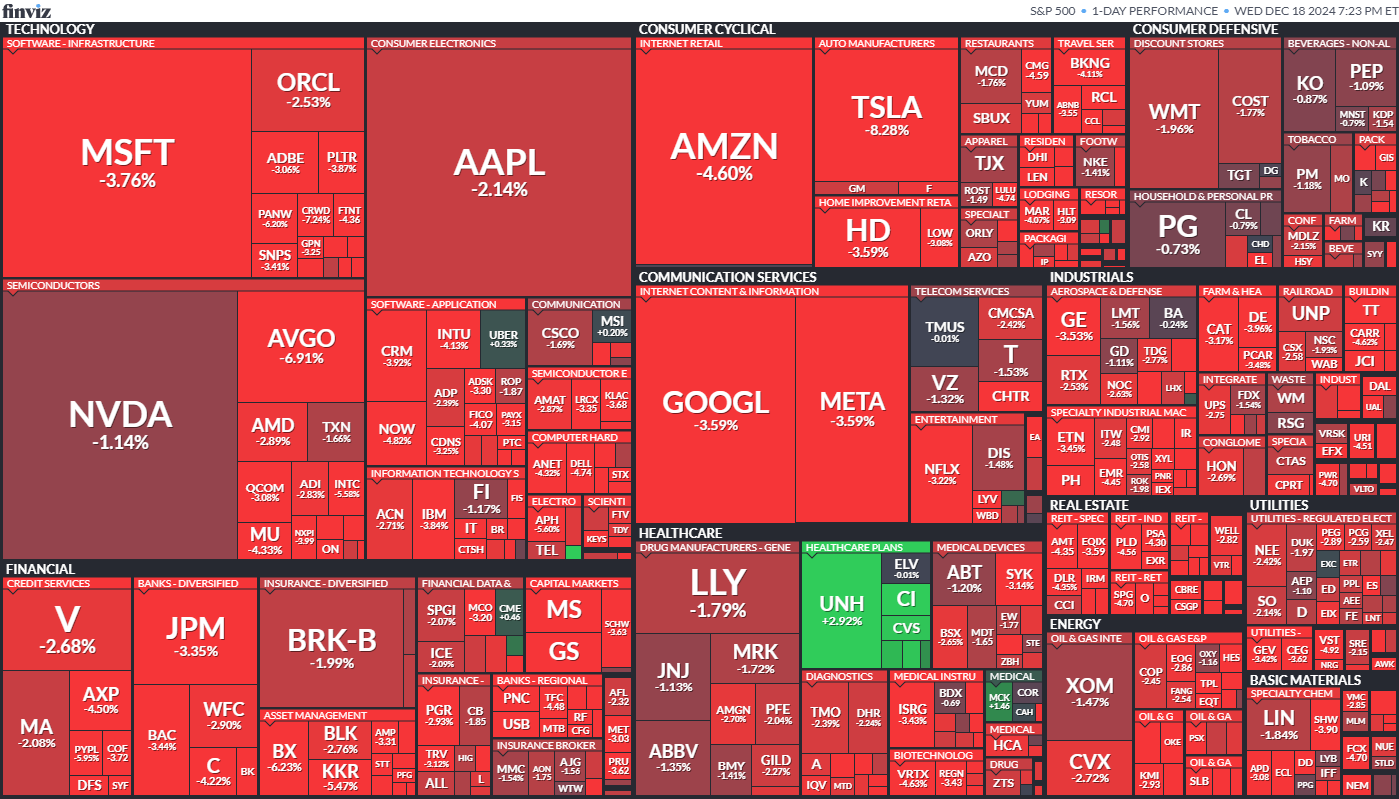 finviz
S&P 500 • 1-DAY PERFORMANCE • WED DEC 18 2024 7:23 PM ET
TECHNOLOGY
SOFTWARE - INFRASTRUCTURE
MSFT
-3.76%
ORCL
-2.53%
ADBE
-3.06%
PLTR
-3.87%
PANW
-6.20%
CRWD
-7.24%
FTNT
-4.36
SNPS
-3.41%
GPN
-3.25
CONSUMER ELECTRONICS
AAPL
-2.14%
SEMICONDUCTORS
NVDA
-1.14%
AVGO
-6.91%
AMD
-2.89%
TXN
-1.66%
QCOM
-3.08%
ADI
-2.83%
INTC
-5.58%
MU
-4.33%
NXPI
-3.99
ON
SOFTWARE - APPLICATION
CRM
-3.92%
INTU
-4.13%
UBER
+0.33%
NOW
-4.82%
ADP
-2.39%
ADSK
-3.30
ROP
-1.87
FICO
-4.07
PAYX
-3.15
CDNS
-3.25%
PTC
COMMUNICATION
CSCO
-1.69%
MSI
+0.20%
SEMICONDUCTOR E
AMAT
-2.87%
LRCX
-3.35
KLAC
-3.68
COMPUTER HARD
ANET
-4.32%
DELL
-4.74
STX
INFORMATION TECHNOLOGY S
ACN
-2.71%
IBM
-3.84%
FI
-1.17%
FIS
IT
BR
CTSH
ELECTRO
APH
-5.60%
TEL
SCIENTI
FTV
TDY
KEYS
CONSUMER CYCLICAL
INTERNET RETAIL
AMZN
-4.60%
AUTO MANUFACTURERS
TSLA
-8.28%
GM
F
HOME IMPROVEMENT RETA
HD
-3.59%
LOW
-3.08%
RESTAURANTS
MCD
-1.76%
CMG
-4.59
SBUX
YUM
TRAVEL SER
BKNG
-4.11%
ABNB
-3.55
RCL
CCL
APPAREL
TJX
ROST
-1.49
LULU
-4.74
RESIDEN
DHI
LEN
FOOTW
NKE
-1.41%
SPECIALT
ORLY
AZO
LODGING
MAR
-4.07%
HLT
-3.09
RESOR
PACKAGI
IP
CONSUMER DEFENSIVE
DISCOUNT STORES
WMT
-1.96%
COST
-1.77%
TGT
DG
BEVERAGES - NON-AL
KO
-0.87%
PEP
-1.09%
MNST
-0.79%
KDP
-1.54
TOBACCO
PM
-1.18%
MO
PACK
GIS
K
HOUSEHOLD & PERSONAL PR
PG
-0.73%
CL
-0.79%
CHD
EL
CONF
MDLZ
-2.15%
HSY
FARM
BEVE
KR
SYY
COMMUNICATION SERVICES
INTERNET CONTENT & INFORMATION
GOOGL
-3.59%
META
-3.59%
TELECOM SERVICES
TMUS
-0.01%
CMCSA
-2.42%
VZ
-1.32%
T
-1.53%
CHTR
ENTERTAINMENT
NFLX
-3.22%
DIS
-1.48%
LYV
WBD
EA
INDUSTRIALS
AEROSPACE & DEFENSE
GE
-3.53%
LMT
-1.56%
BA
-0.24%
RTX
-2.53%
GD
-1.11%
TDG
-2.77%
NOC
-2.63%
LHX
FARM & HEA
CAT
-3.17%
DE
-3.96%
PCAR
-3.48%
RAILROAD
UNP
CSX
-2.58
NSC
-1.93%
WAB
BUILDIN
TT
CARR
-4.62%
JCI
SPECIALTY INDUSTRIAL MAC
ETN
-3.45%
ITW
-2.48
CMI
-2.92
IR
PH
EMR
-4.45
OTIS
-2.58
XYL
ROK
-1.98
PNR
IEX
INTEGRATE
UPS
-2.75
FDX
-1.54%
WASTE
WM
RSG
INDUST
DAL
UAL
CONGLOME
HON
-2.69%
SPECIA
CTAS
CPRT
VRSK
EFX
URI
-4.51
PWR
-4.70
VLTO
HEALTHCARE
DRUG MANUFACTURERS - GENE
LLY
-1.79%
JNJ
-1.13%
MRK
-1.72%
ABBV
-1.35%
AMGN
-2.70%
PFE
-2.04%
BMY
-1.41%
GILD
-2.27%
HEALTHCARE PLANS
UNH
+2.92%
ELV
-0.01%
CI
CVS
MEDICAL DEVICES
ABT
-1.20%
SYK
-3.14%
BSX
-2.65%
MDT
-1.65
EW
-1.77
STE
ZBH
DIAGNOSTICS
TMO
-2.39%
DHR
-2.24%
A
IQV
MTD
MEDICAL INSTRU
ISRG
-3.43%
BDX
-0.69
BIOTECHNOLOG
VRTX
-4.63%
REGN
-3.43
MEDICAL
MCK
+1.46
COR
CAH
MEDICAL
HCA
DRUG
ZTS
REAL ESTATE
REIT - SPEC
AMT
-4.35
EQIX
-3.59
DLR
-4.35%
IRM
CCI
REIT - IND
PLD
-4.56
PSA
-4.30
EXR
REIT -
WELL
-2.82
VTR
REIT - RET
SPG
-4.70
O
CBRE
CSGP
UTILITIES
UTILITIES - REGULATED ELECT
NEE
-2.42%
DUK
-1.97
PEG
-2.89
PCG
-2.59
XEL
-2.47
SO
-2.14%
AEP
-1.10
EXC
ETR
ED
PPL
ES
D
EIX
AEE
FE
LNT
UTILITIES -
GEV
-3.42%
CEG
-3.62
VST
-4.92
NRG
SRE
-2.15
AWK
ENERGY
OIL & GAS INTE
XOM
-1.47%
CVX
-2.72%
OIL & GAS E&P
COP
-2.45
EOG
-2.86
OXY
-1.16
HES
FANG
-2.54
TPL
EQT
OIL & G
OKE
KMI
-2.93
OIL & GA
PSX
OIL & GA
SLB
BASIC MATERIALS
SPECIALTY CHEM
LIN
-1.84%
SHW
-3.90
APD
-3.08
ECL
DD
PPG
LYB
IFF
VMC
-2.85
MLM
FCX
-4.70
NUE
STLD
NEM
FINANCIAL
CREDIT SERVICES
V
-2.68%
MA
-2.08%
AXP
-4.50%
PYPL
-5.95%
COF
-3.72
DFS
SYF
BANKS - DIVERSIFIED
JPM
-3.35%
BAC
-3.44%
WFC
-2.90%
C
-4.22%
BK
INSURANCE - DIVERSIFIED
BRK-B
-1.99%
ASSET MANAGEMENT
BX
-6.23%
BLK
-2.76%
KKR
-5.47%
AMP
-3.31
STT
PFG
FINANCIAL DATA &
SPGI
-2.07%
MCO
-3.20
CME
+0.46
ICE
-2.09%
CAPITAL MARKETS
MS
GS
SCHW
-3.63
INSURANCE -
PGR
-2.93%
CB
-1.85
TRV
-3.12%
HIG
ALL
L
BANKS - REGIONAL
PNC
TFC
-4.48
RF
USB
MTB
CFG
INSURANCE BROKER
MMC
-1.54%
AON
-1.75
AJG
-1.56
WTW
AFL
-2.32
MET
-3.03
PRU
-3.62